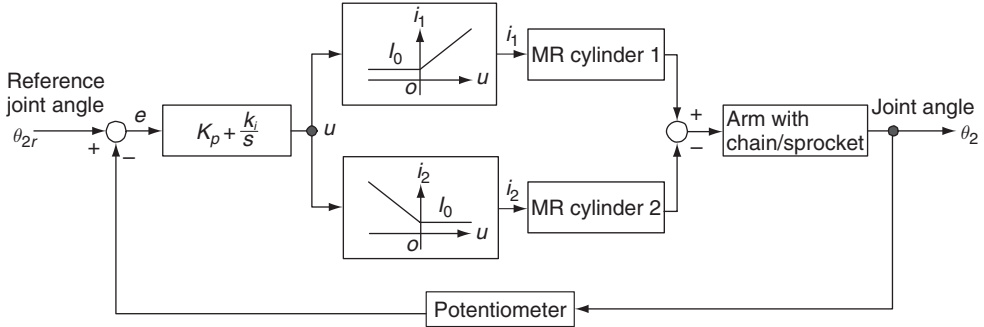 Reference
joint angle
θ2r
+
−
e
Kp + ki/s
u
i1
I0
o
u
i1
MR cylinder 1
i2
I0
o
u
i2
MR cylinder 2
+
−
Arm with
chain/sprocket
Joint angle
θ2
Potentiometer